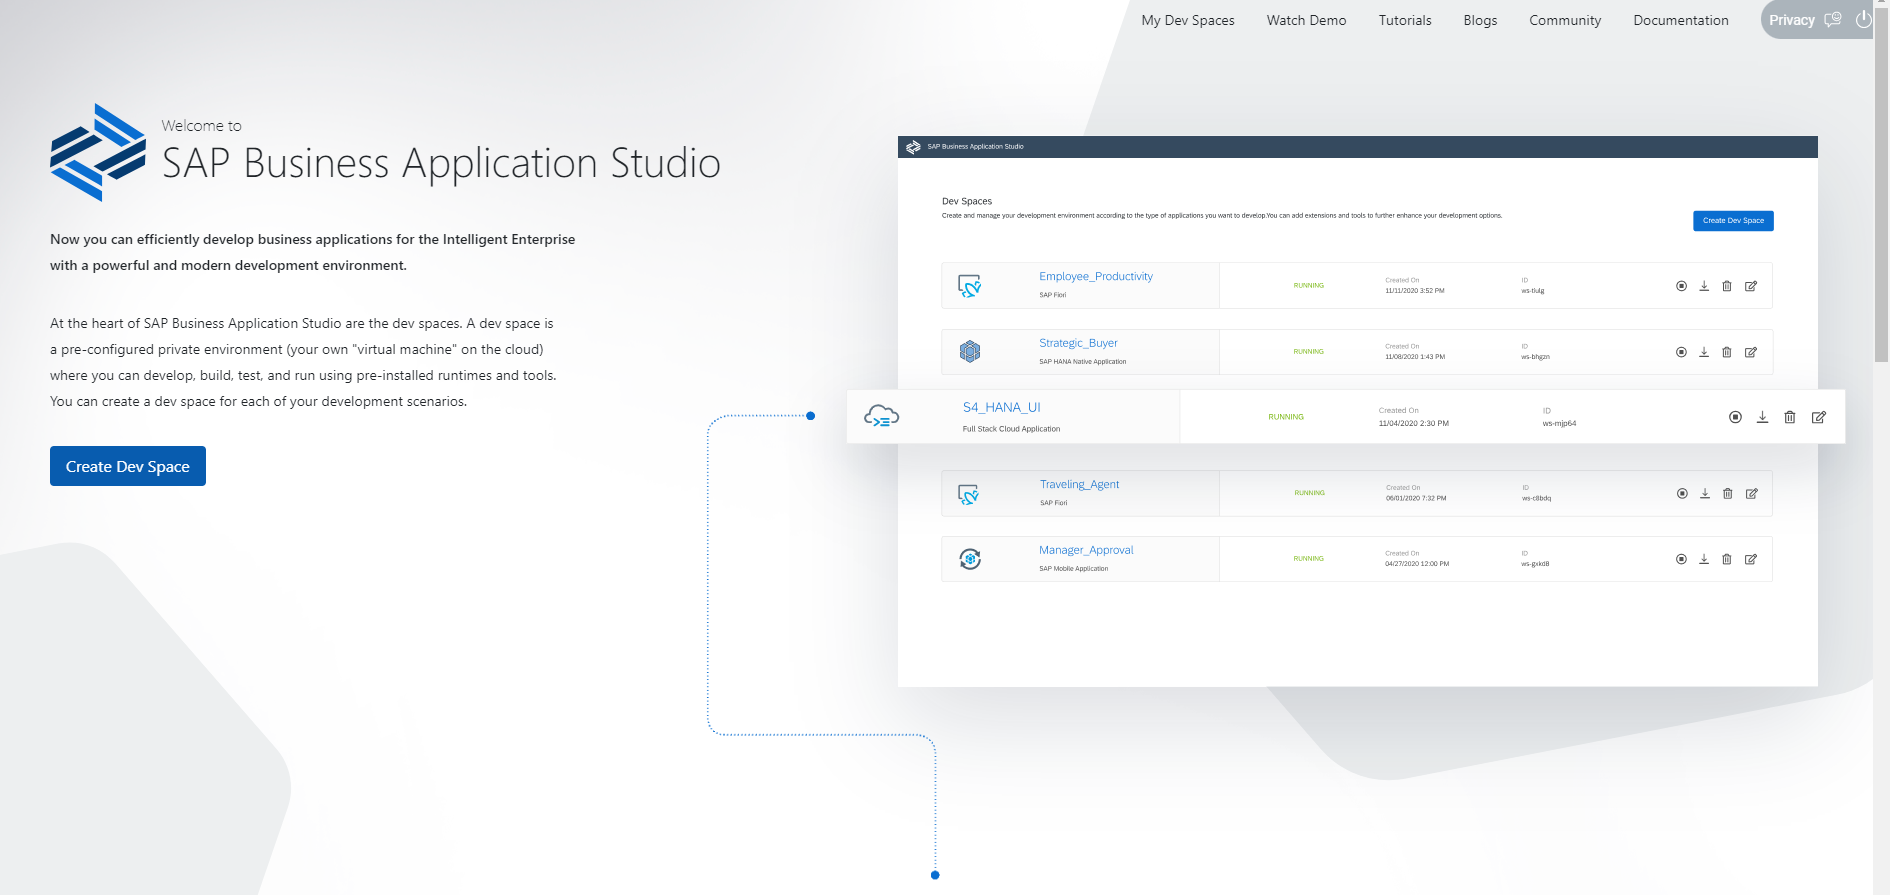 My Dev Spaces Watch Demo Tutorials Blogs Community Documentation Privacy
Welcome to
SAP Business Application Studio
Now you can efficiently develop business applications for the Intelligent Enterprise
with a powerful and modern development environment.
At the heart of SAP Business Application Studio are the dev spaces. A dev space is
a pre-configured private environment (your own "virtual machine" on the cloud)
where you can develop, build, test, and run using pre-installed runtimes and tools.
You can create a dev space for each of your development scenarios.
Create Dev Space
SAP Business Application Studio
Dev Spaces
Create and manage your development environment according to the type of applications you want to develop.You can add extensions and tools to further enhance your development options.
Create Dev Space
Employee_Productivity
SAP Fiori
RUNNING
Created On
11/11/2020 3:52 PM
ID
ws-tiulg
Strategic_Buyer
SAP HANA Native Application
RUNNING
11/08/2020 1:43 PM
ID
ws-bhgzn
S4_HANA_UI
Full Stack Cloud Application
RUNNING
Created On
11/04/2020 2:30 PM
ID
ws-mjp64
Traveling_Agent
SAP Fiori
RUNNING
Created On
06/01/2020 7:32 PM
ID
ws-c8bdq
Manager_Approval
SAP Mobile Application
RUNNING
Created On
04/27/2020 12:00 PM
ID
ws-gxkd8